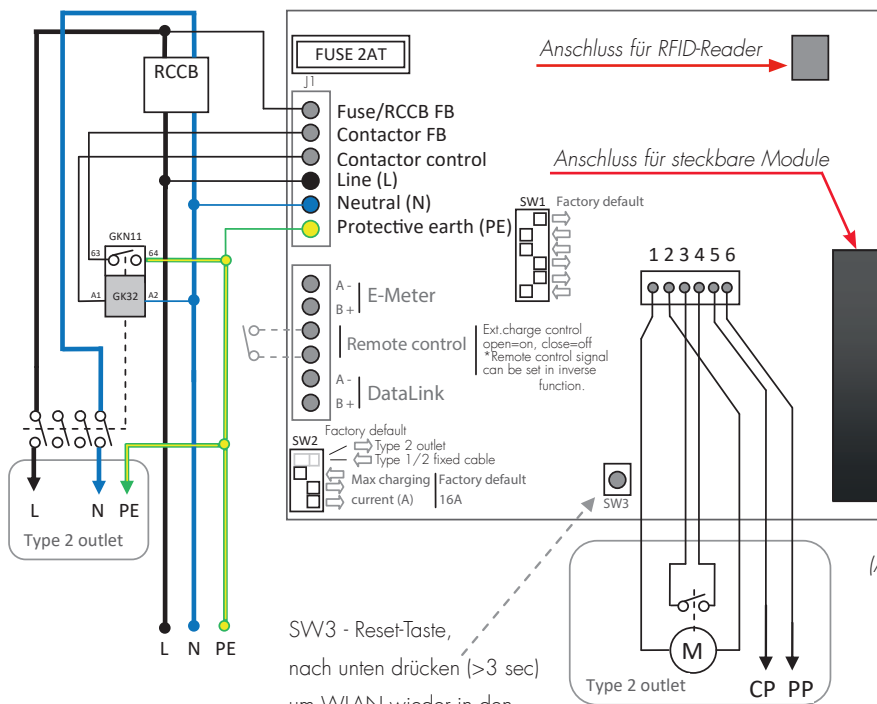 RCCB
FUSE 2AT
J1
Fuse/RCCB FB
Contactor FB
Contactor control
Line (L)
Neutral (N)
Protective earth (PE)
Anschluss für RFID-Reader
Anschluss für steckbare Module
SW1
Factory default
1 2 3 4 5 6
GKN11
63
64
A1
GK32
A2
A -
B +
E-Meter
Remote control
Ext.charge control
open=on, close=off
*Remote control signal
can be set in inverse
function.
A -
B +
DataLink
Factory default
SW2
Type 2 outlet
Type 1/2 fixed cable
Max charging
current (A)
Factory default
16A
SW3
L N PE
Type 2 outlet
L N PE
SW3 - Reset-Taste,
nach unten drücken (>3 sec)
um WLAN wieder in den
M
Type 2 outlet
CP PP